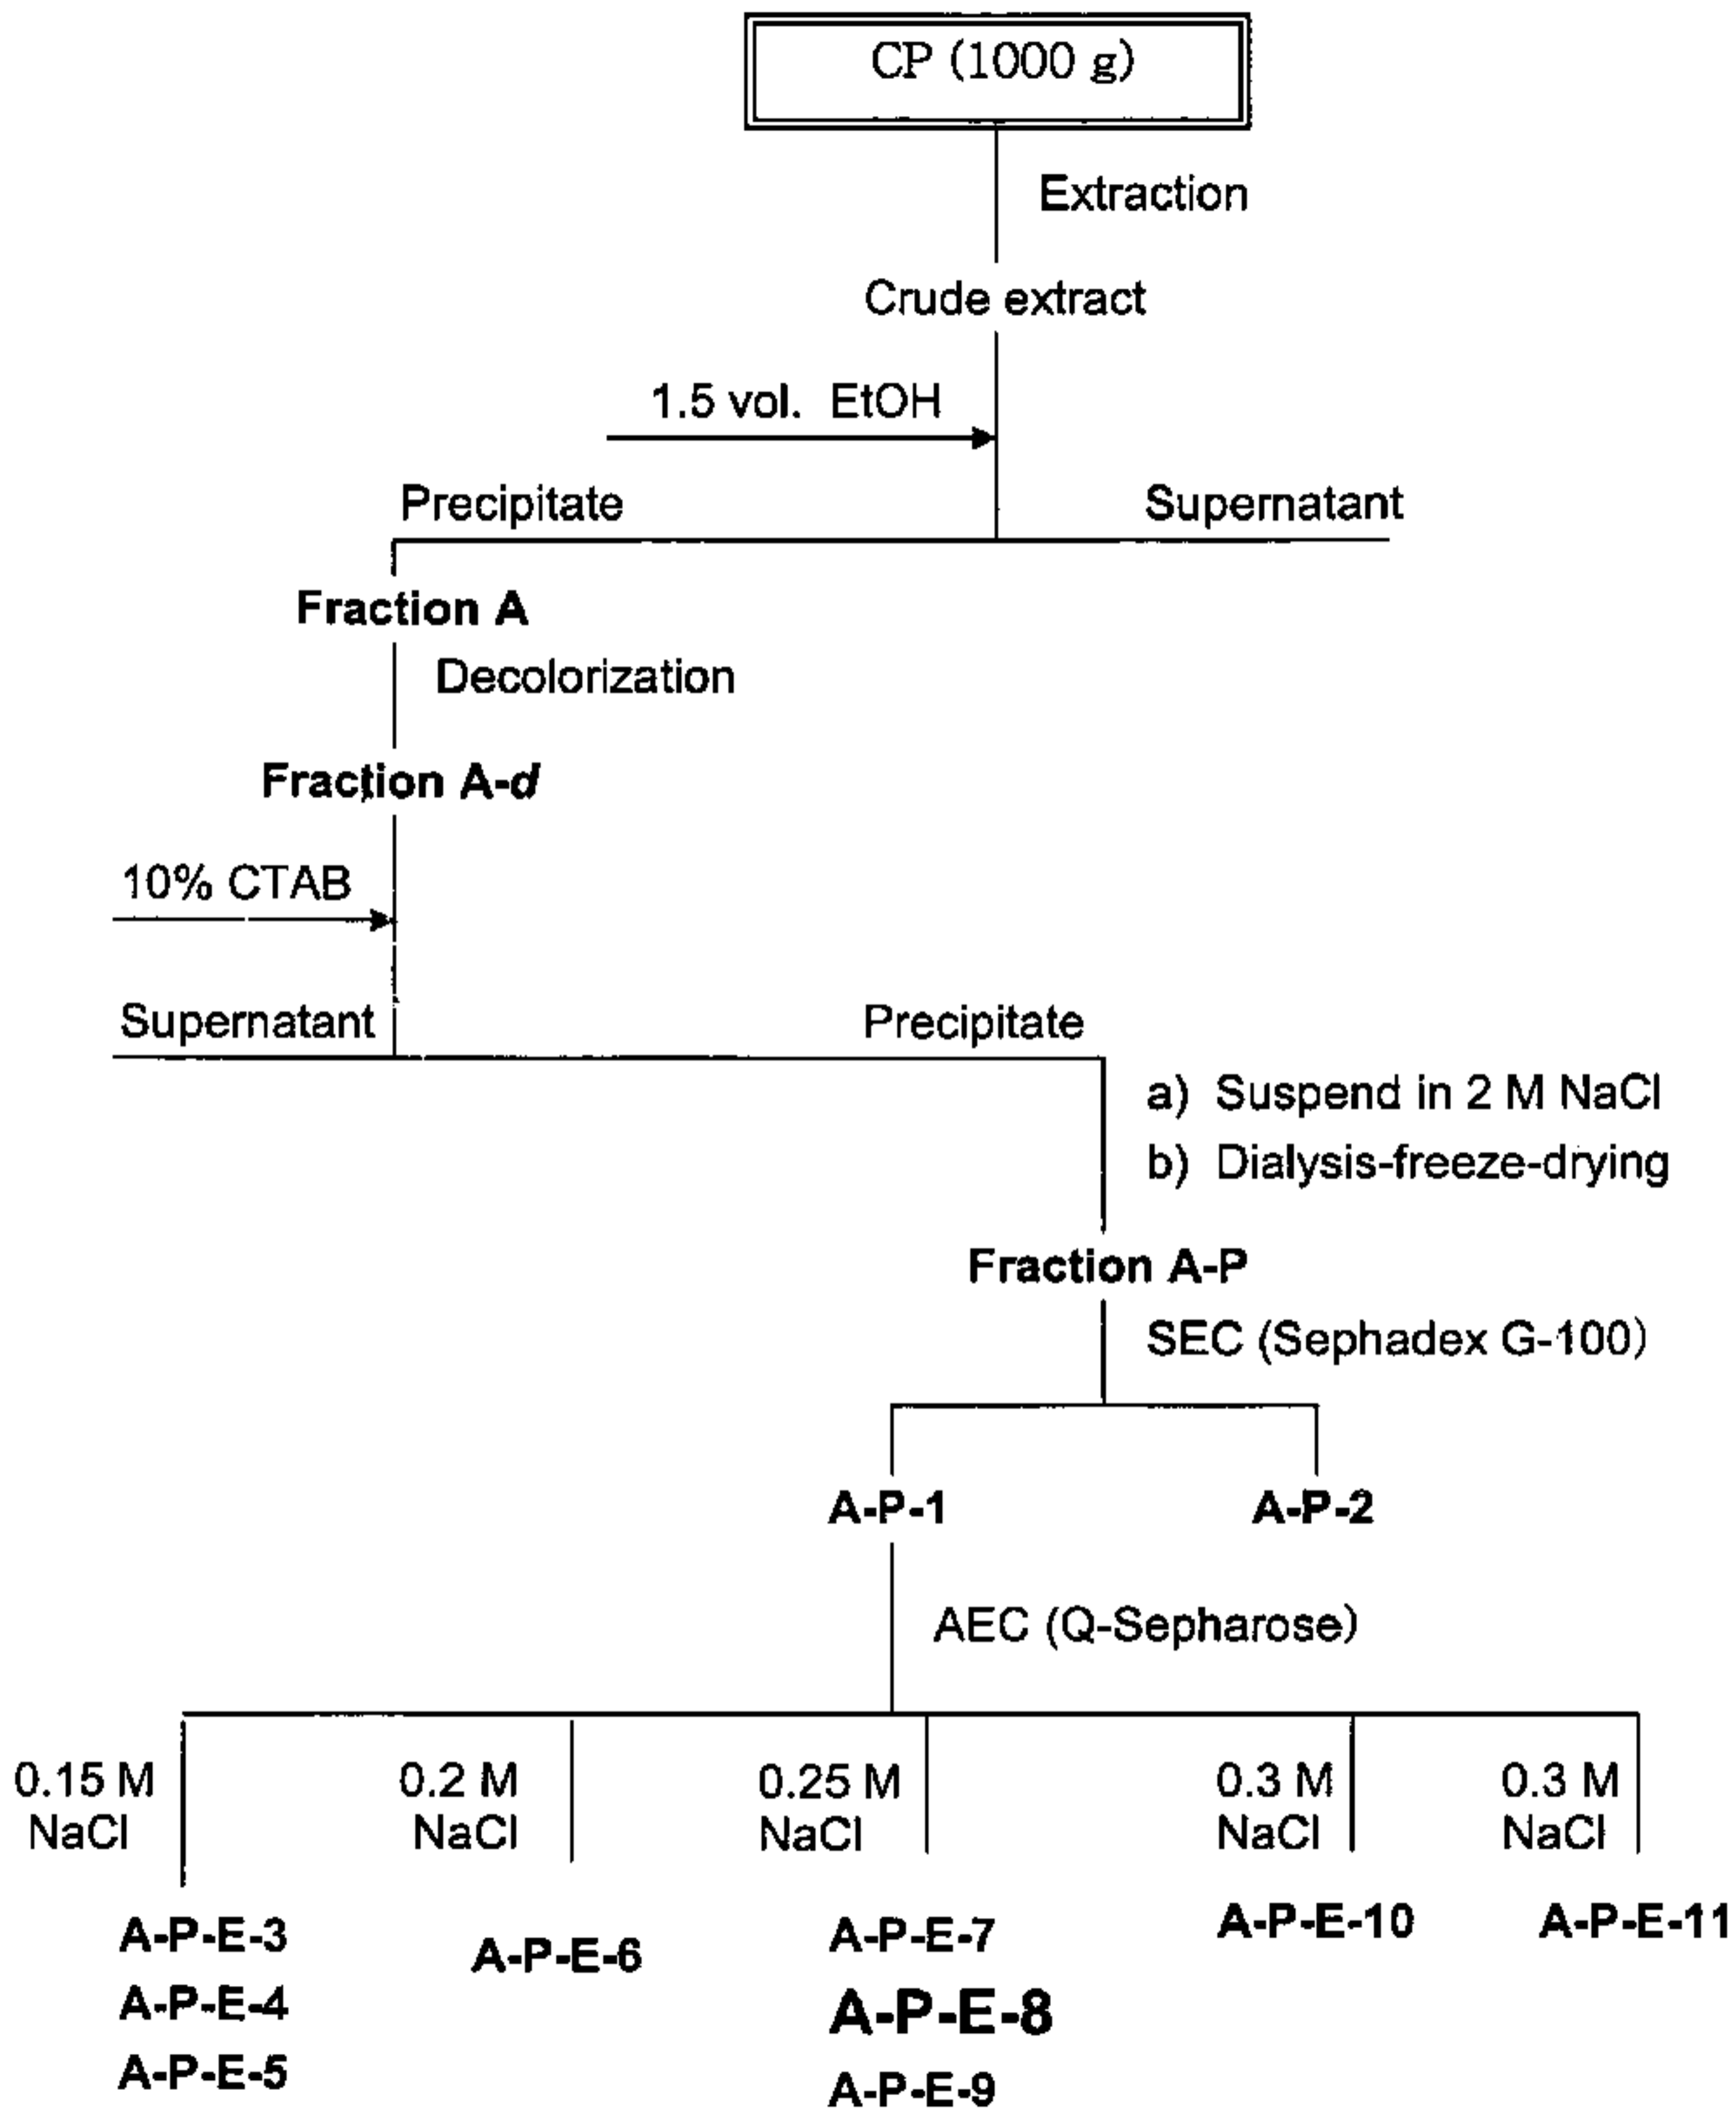 CP (1000 g)
Extraction
Crude extract
1.5 vol. EtOH
Precipitate
Supernatant
Fraction A
Decolorization
Fraction A-d
10% CTAB
Supernatant
Precipitate
a) Suspend in 2 M NaCl
b) Dialysis-freeze-drying
Fraction A-P
SEC (Sephadex G-100)
A-P-1
A-P-2
AEC (Q-Sepharose)
0.15 M
NaCl
0.2 M
NaCl
0.25 M
NaCl
0.3 M
NaCl
0.3 M
NaCl
A-P-E-3
A-P-E-4
A-P-E-5
A-P-E-6
A-P-E-7
A-P-E-8
A-P-E-9
A-P-E-10
A-P-E-11